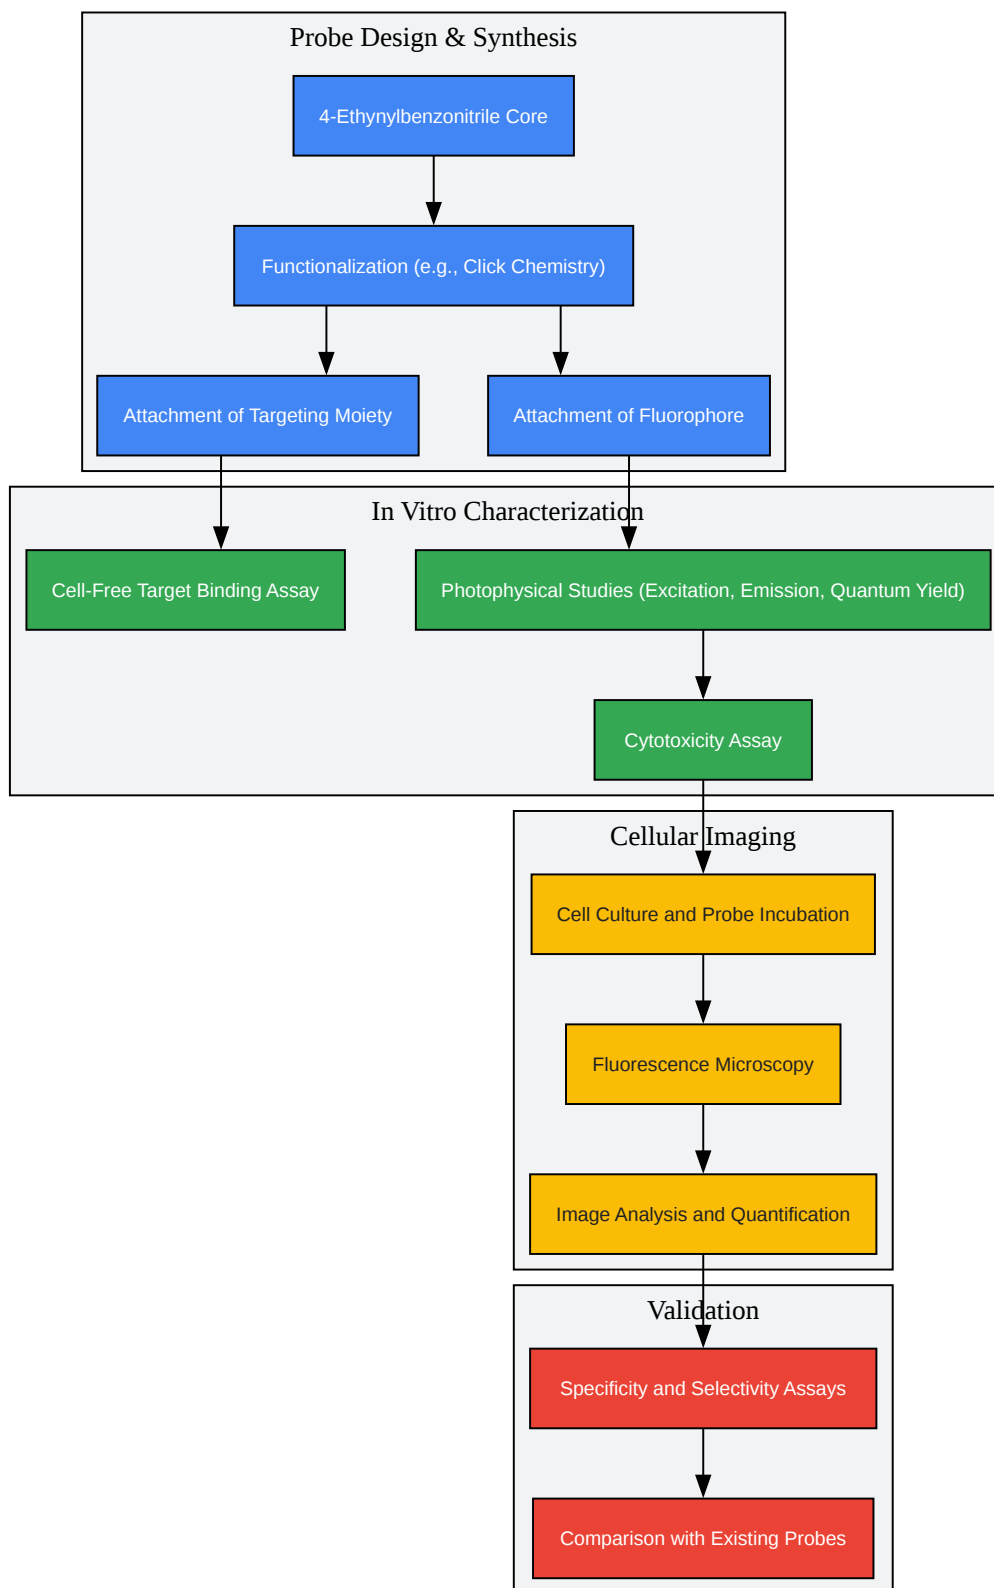 Probe Design & Synthesis
4-Ethynylbenzonitrile Core
Functionalization (e.g., Click Chemistry)
Attachment of Targeting Moiety
Attachment of Fluorophore
In Vitro Characterization
Cell-Free Target Binding Assay
Photophysical Studies (Excitation, Emission, Quantum Yield)
Cytotoxicity Assay
Cellular Imaging
Cell Culture and Probe Incubation
Fluorescence Microscopy
Image Analysis and Quantification
Validation
Specificity and Selectivity Assays
Comparison with Existing Probes